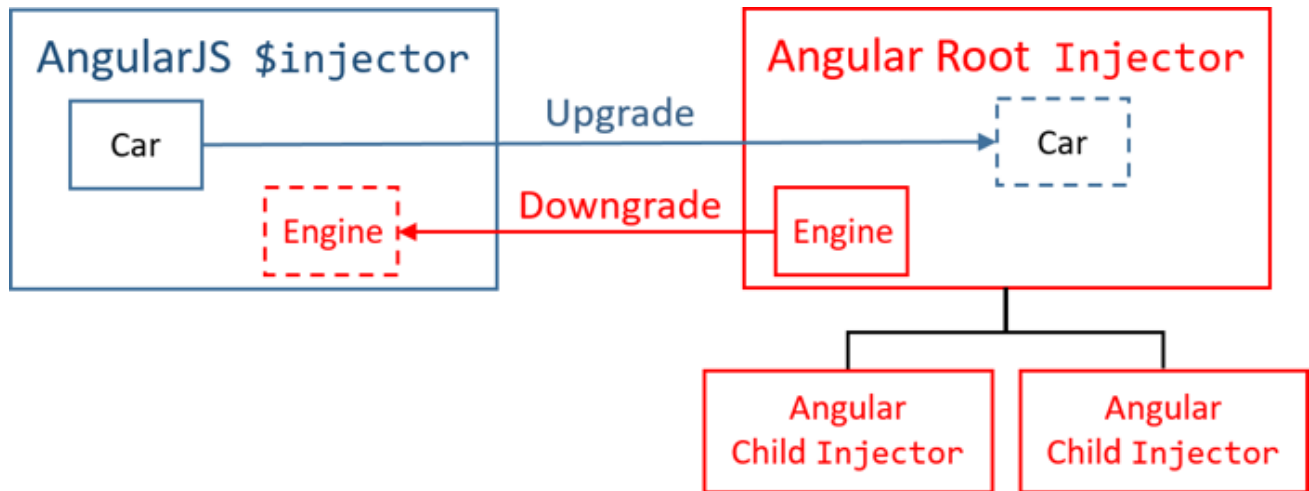 AngularJS $injector
Angular Root Injector
Car
Upgrade
Car
Engine
Downgrade
Engine
Angular
Child Injector
Angular
Child Injector